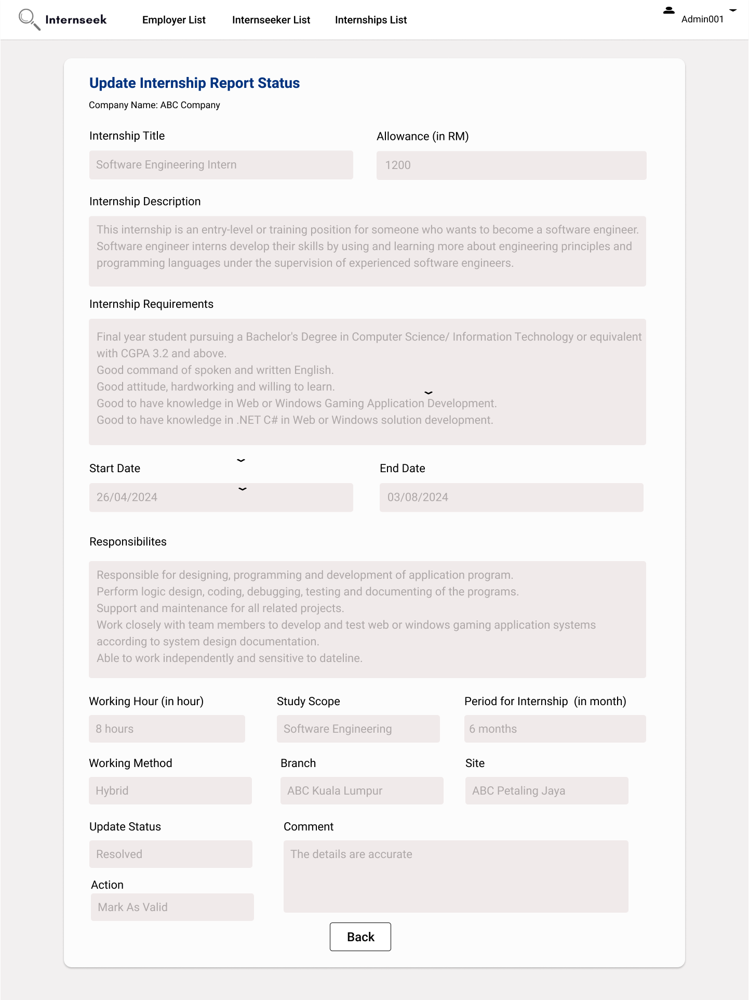 Internseek
Employer List
Internseeker List
Internships List
Admin001
Update Internship Report Status
Company Name: ABC Company
Internship Title
Allowance (in RM)
Software Engineering Intern
1200
Internship Description
This internship is an entry-level or training position for someone who wants to become a software engineer.
Software engineer interns develop their skills by using and learning more about engineering principles and
programming languages under the supervision of experienced software engineers.
Internship Requirements
Final year student pursuing a Bachelor's Degree in Computer Science/ Information Technology or equivalent
with CGPA 3.2 and above.
Good command of spoken and written English.
Good attitude, hardworking and willing to learn.
Good to have knowledge in Web or Windows Gaming Application Development.
Good to have knowledge in .NET C# in Web or Windows solution development.
Start Date
End Date
26/04/2024
03/08/2024
Responsibilites
Responsible for designing, programming and development of application program.
Perform logic design, coding, debugging, testing and documenting of the programs.
Support and maintenance for all related projects.
Work closely with team members to develop and test web or windows gaming application systems
according to system design documentation.
Able to work independently and sensitive to dateline.
Working Hour (in hour)
Study Scope
Period for Internship  (in month)
8 hours
Software Engineering
6 months
Working Method
Branch
Site
Hybrid
ABC Kuala Lumpur
ABC Petaling Jaya
Update Status
Comment
Resolved
The details are accurate
Action
Mark As Valid
Back